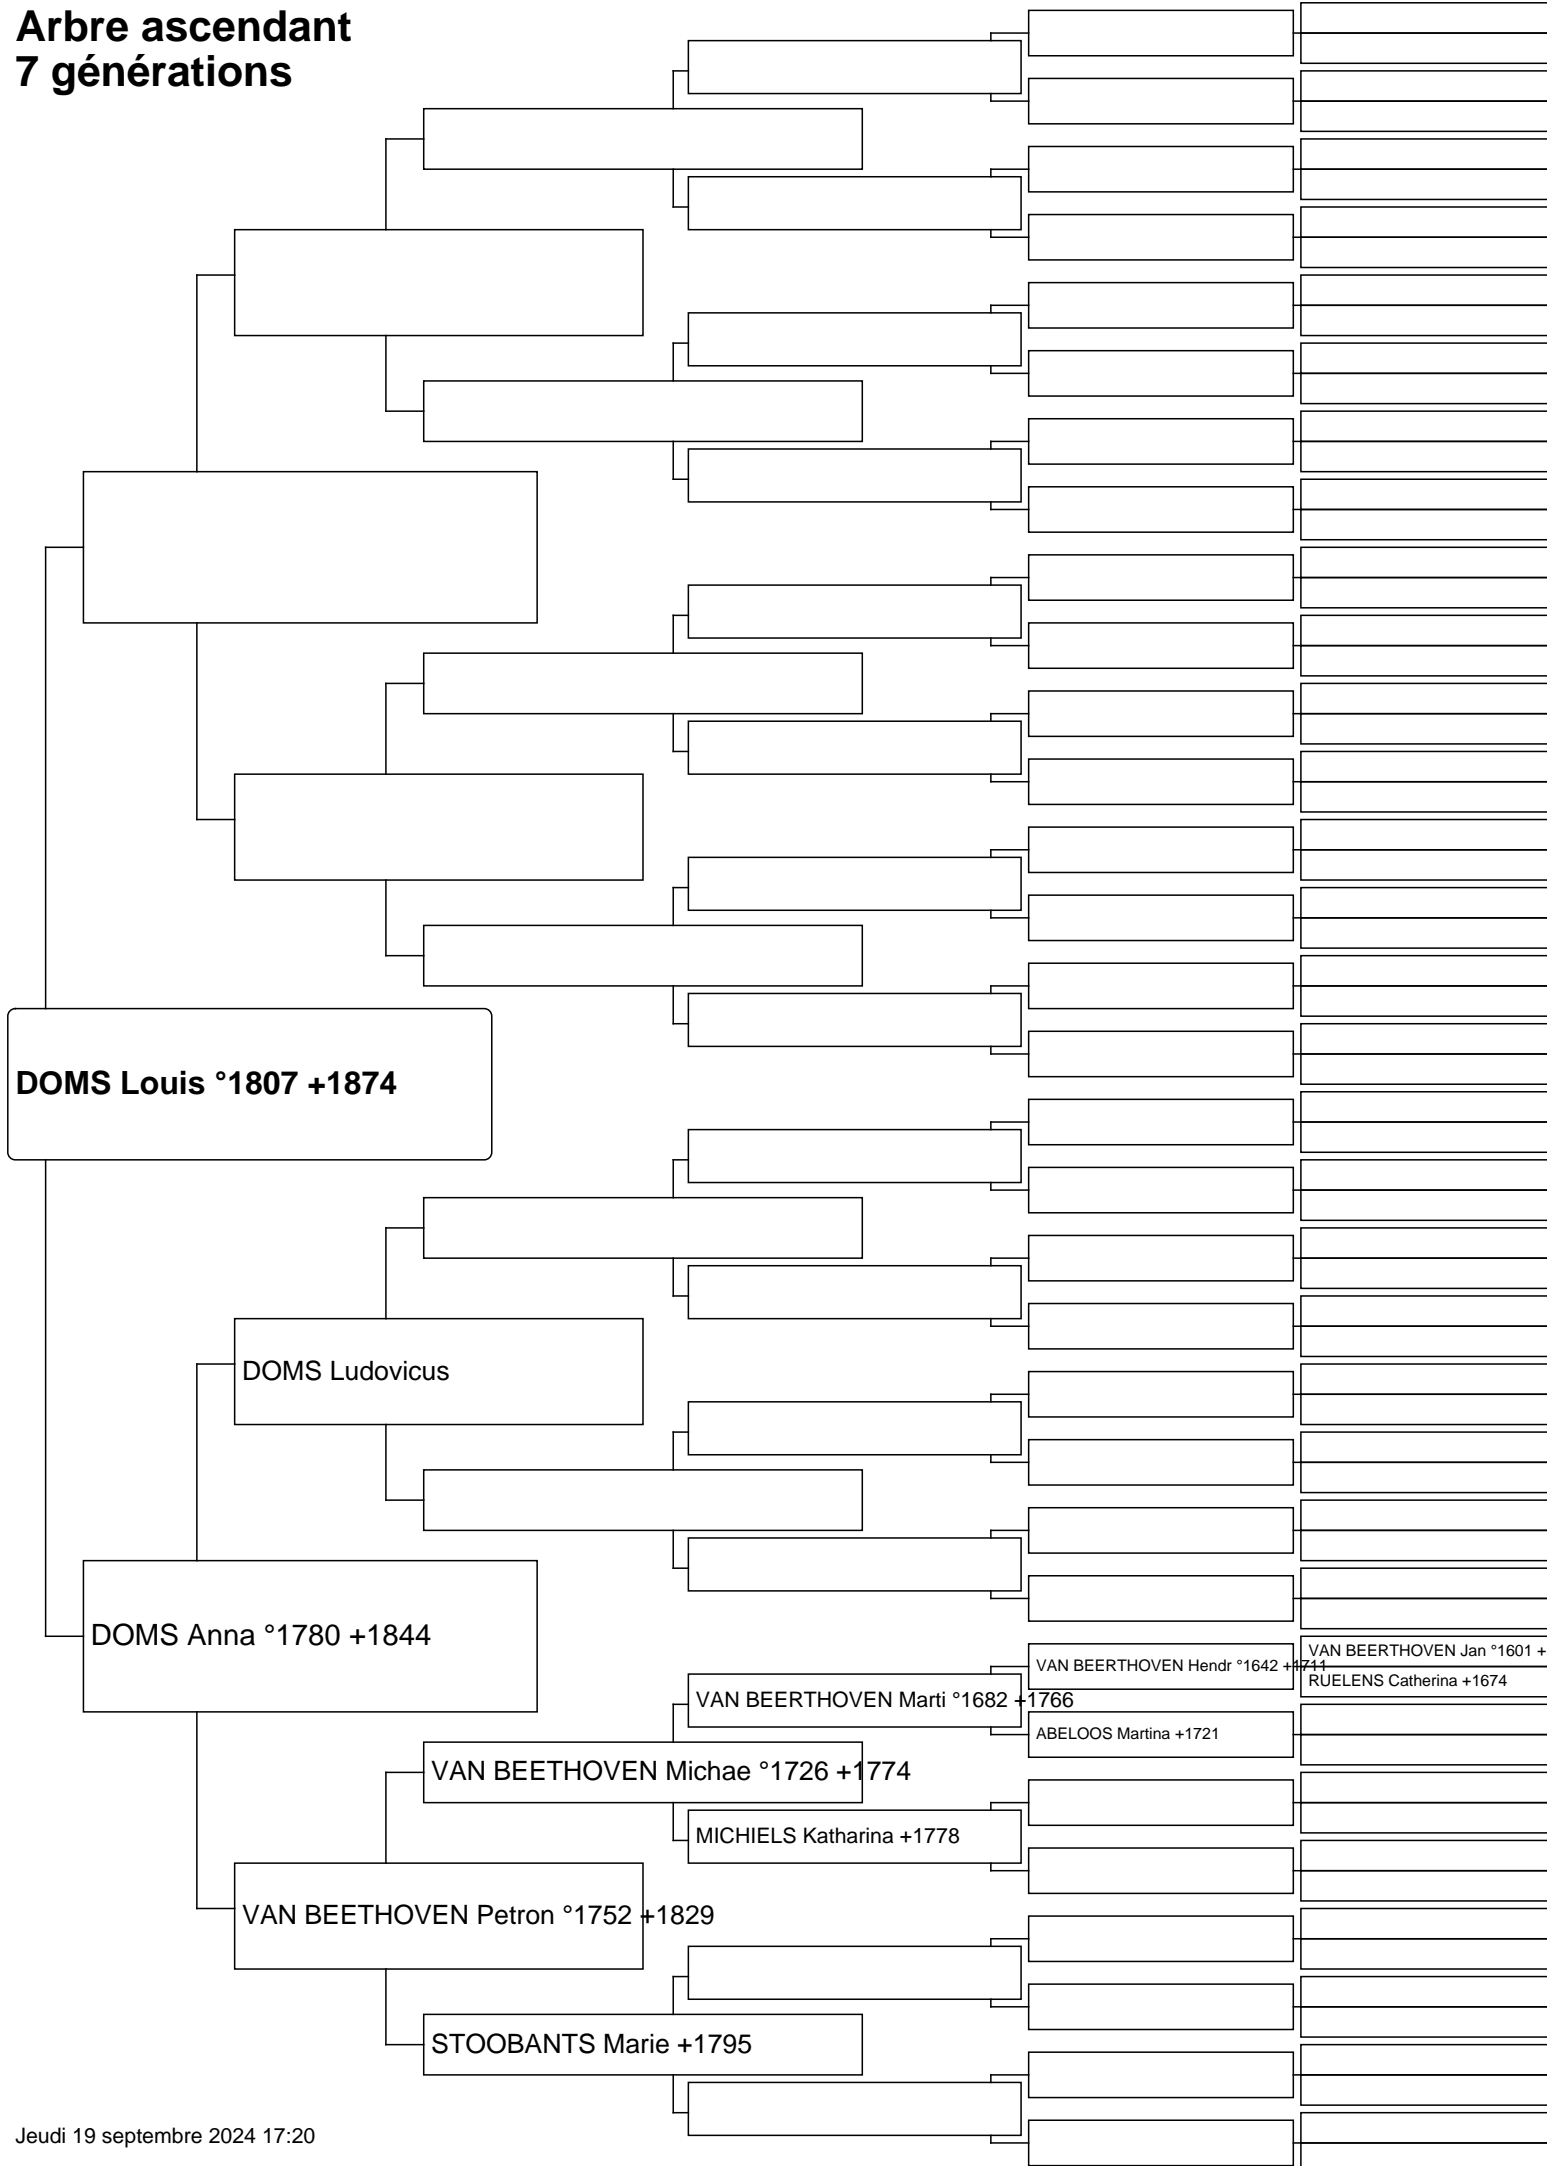 Arbre ascendant
7 générations
DOMS Louis °1807 +1874
DOMS Ludovicus
DOMS Anna °1780 +1844
VAN BEERTHOVEN Jan °1601 +
VAN BEERTHOVEN Hendr °1642 +1711
RUELENS Catherina +1674
VAN BEERTHOVEN Marti °1682 +1766
ABELOOS Martina +1721
VAN BEETHOVEN Michae °1726 +1774
MICHIELS Katharina +1778
VAN BEETHOVEN Petron °1752 +1829
STOOBANTS Marie +1795
Jeudi 19 septembre 2024 17:20